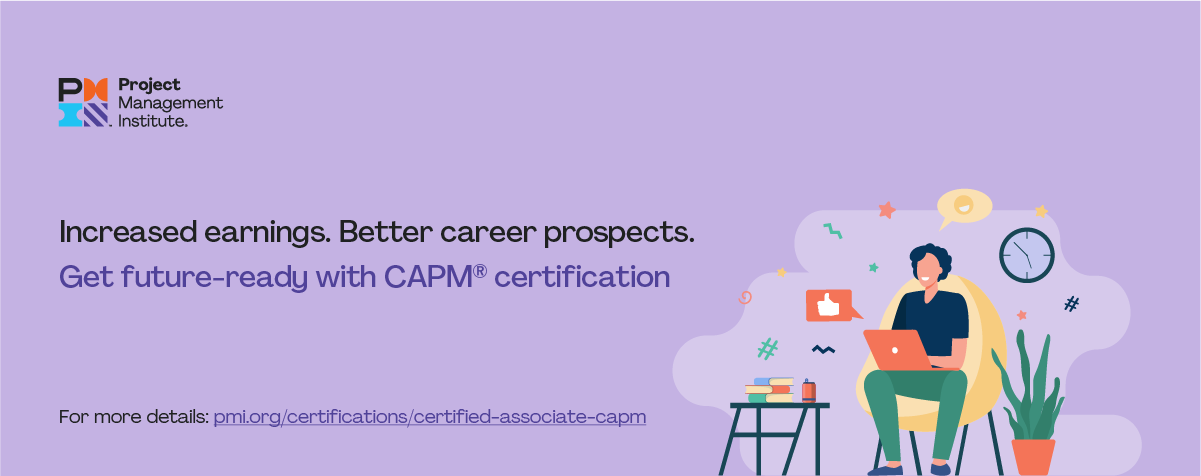 Project
Management
Institute.
Increased earnings. Better career prospects.
Get future-ready with CAPM® certification
For more details: pmi.org/certifications/certified-associate-capm